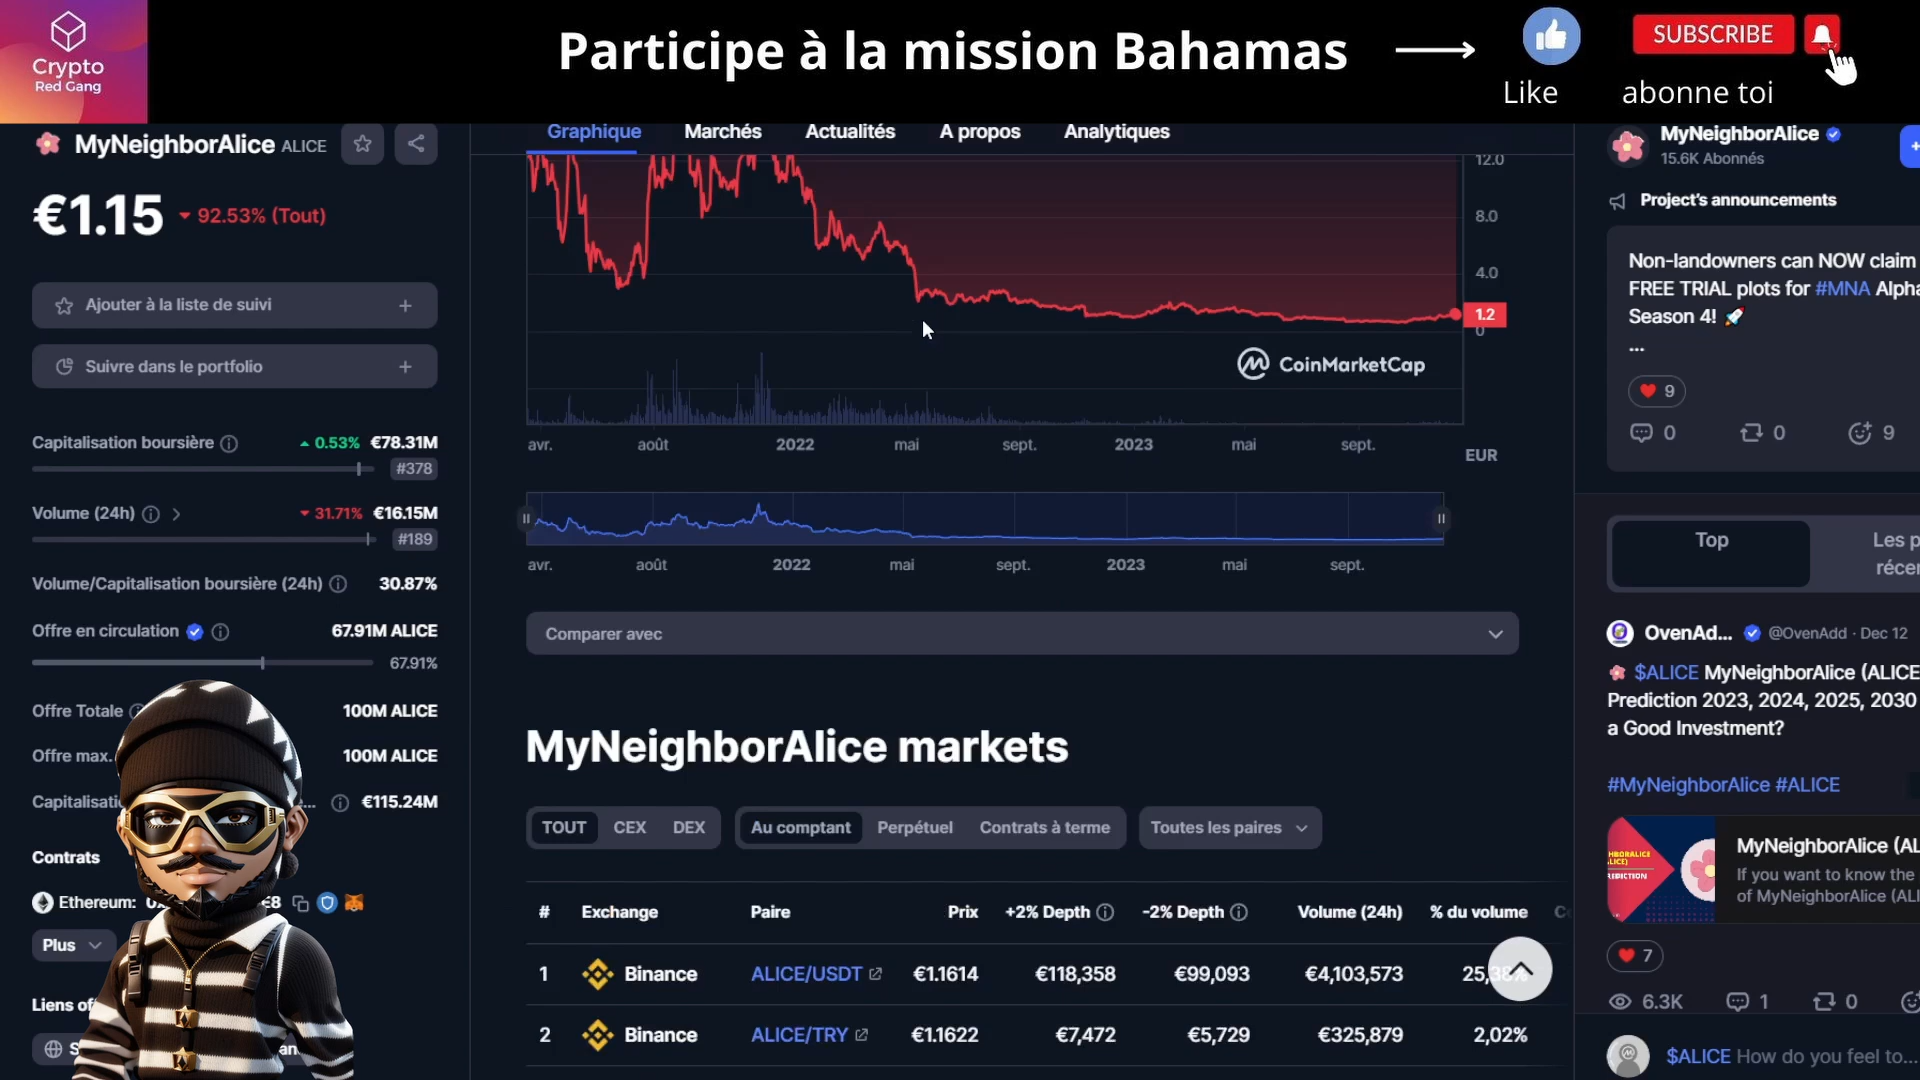 Crypto
Red Gang
Participe à la mission Bahamas
Like
SUBSCRIBE
abonne toi
MyNeighborAlice ALICE
€1.15
92.53% (Tout)
Ajouter à la liste de suivi
Suivre dans le portfolio
Capitalisation boursière
0.53% €78.31M
#378
Volume (24h)
31.71% €16.15M
#189
Volume/Capitalisation boursière (24h)
30.87%
Offre en circulation
67.91M ALICE
67.91%
Offre Totale
100M ALICE
Offre max.
100M ALICE
€115.24M
Contrats
Ethereum:
Plus
Graphique
Marchés
Actualités
A propos
Analytiques
12.0
8.0
4.0
1.2
0
CoinMarketCap
avr.
août
2022
mai
sept.
2023
mai
sept.
EUR
avr.
août
2022
mai
sept.
2023
mai
sept.
Comparer avec
MyNeighborAlice markets
TOUT
CEX
DEX
Au comptant
Perpétuel
Contrats à terme
Toutes les paires
# Exchange Paire Prix +2% Depth -2% Depth Volume (24h) % du volume
1 Binance ALICE/USDT €1.1614 €118,358 €99,093 €4,103,573
2 Binance ALICE/TRY €1.1622 €7,472 €5,729 €325,879 2,02%
MyNeighborAlice
15.6K Abonnés
Project's announcements
Non-landowners can NOW claim
FREE TRIAL plots for #MNA Alpha
Season 4!
...
9
0
0
9
Top
Les p
récen
OvenAd...
@OvenAdd · Dec 12
$ALICE MyNeighborAlice (ALICE
Prediction 2023, 2024, 2025, 2030
a Good Investment?
#MyNeighborAlice #ALICE
MyNeighborAlice (AL
If you want to know the
of MyNeighborAlice (ALI
7
6.3K
1
0
$ALICE How do you feel to...